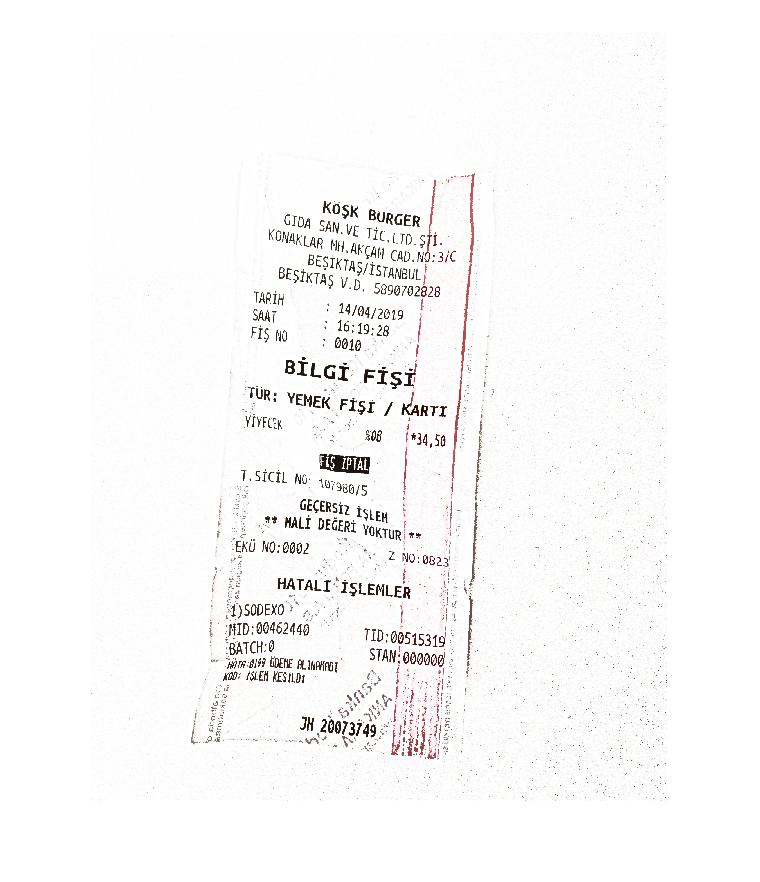 KÖŞK BURGER
GIDA SAN.VE TİC.LTD.ŞTİ.
KONAKLAR MH.AKÇAM CAD.NO:3/C
BEŞİKTAŞ/İSTANBUL
BEŞİKTAŞ V.D. 5890702828
TARİH : 14/04/2019
SAAT : 16:19:28
FİŞ NO : 0010
BİLGİ FİŞİ
TÜR: YEMEK FİŞİ / KARTI
YİYECEK %08 *34,50
FİŞ İPTAL
T.SİCİL NO: 107980/5
GEÇERSİZ İŞLEM
** MALİ DEĞERİ YOKTUR **
EKÜ NO:0002 Z NO:0823
HATALI İŞLEMLER
1)SODEXO
MID:00462440 TID:00515319
BATCH:0 STAN:000000
HATA:0199 ÖDEME ALINAMADI
KOD: İŞLEM KESİLDİ
JH 20073749